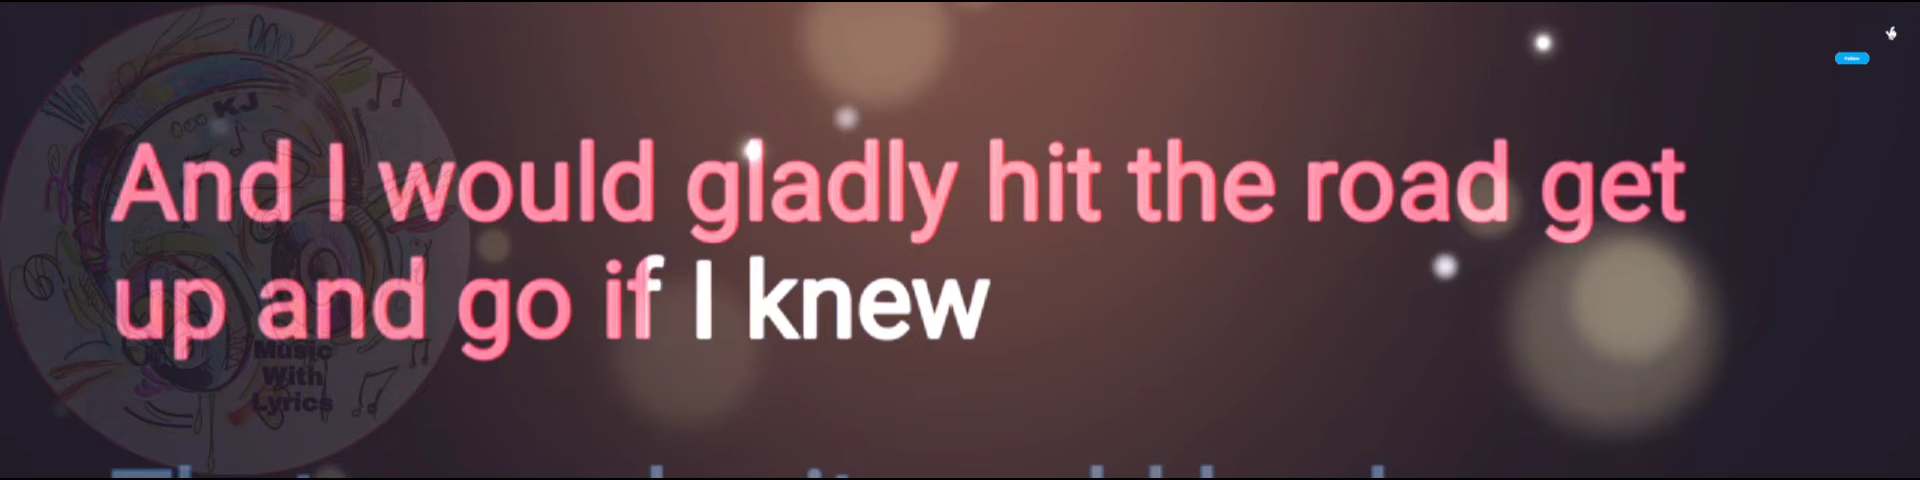 KJ
And I would gladly hit the road get
up and go if I knew
Music
With
Lyrics
Follow